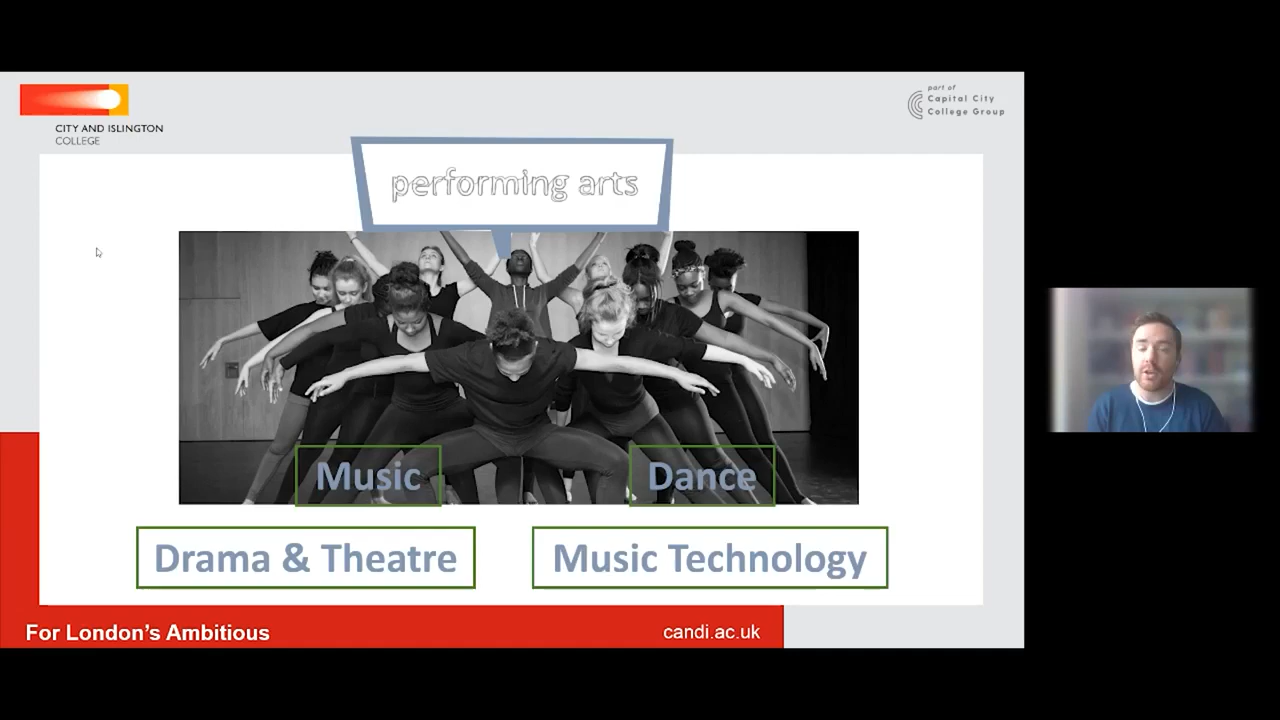 CITY AND ISLINGTON
COLLEGE
part of
Capital City
College Group
performing arts
Music
Dance
Drama & Theatre
Music Technology
For London's Ambitious
candi.ac.uk